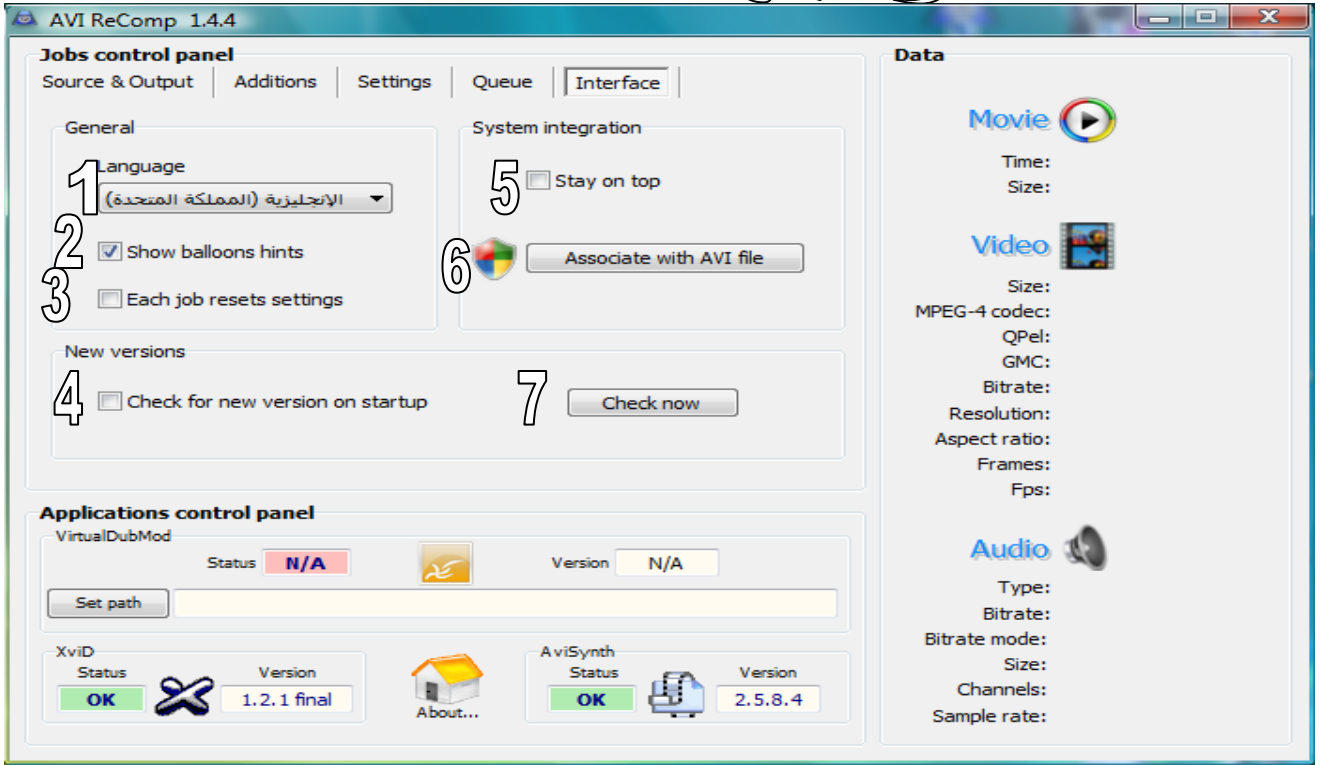 AVI ReComp 1.4.4
Jobs control panel
Source & Output
Additions
Settings
Queue
Interface
General
1
Language
الإنجليزية (المملكة المتحدة)
2
Show balloons hints
3
Each job resets settings
System integration
5
Stay on top
6
Associate with AVI file
New versions
4
Check for new version on startup
7
Check now
Applications control panel
VirtualDubMod
Status N/A
Version N/A
Set path
XviD
Status
Version
OK
1.2.1 final
About...
AviSynth
Status
Version
OK
2.5.8.4
Data
Movie
Time:
Size:
Video
Size:
MPEG-4 codec:
QPel:
GMC:
Bitrate:
Resolution:
Aspect ratio:
Frames:
Fps:
Audio
Type:
Bitrate:
Bitrate mode:
Size:
Channels:
Sample rate: